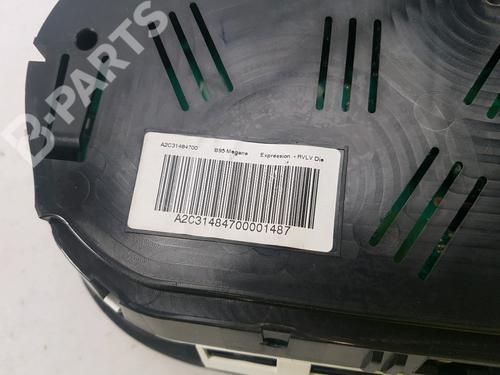 B-PARTS
A2C31484700 B95 Megane Expression + RVLV Die
A2C31484700001487